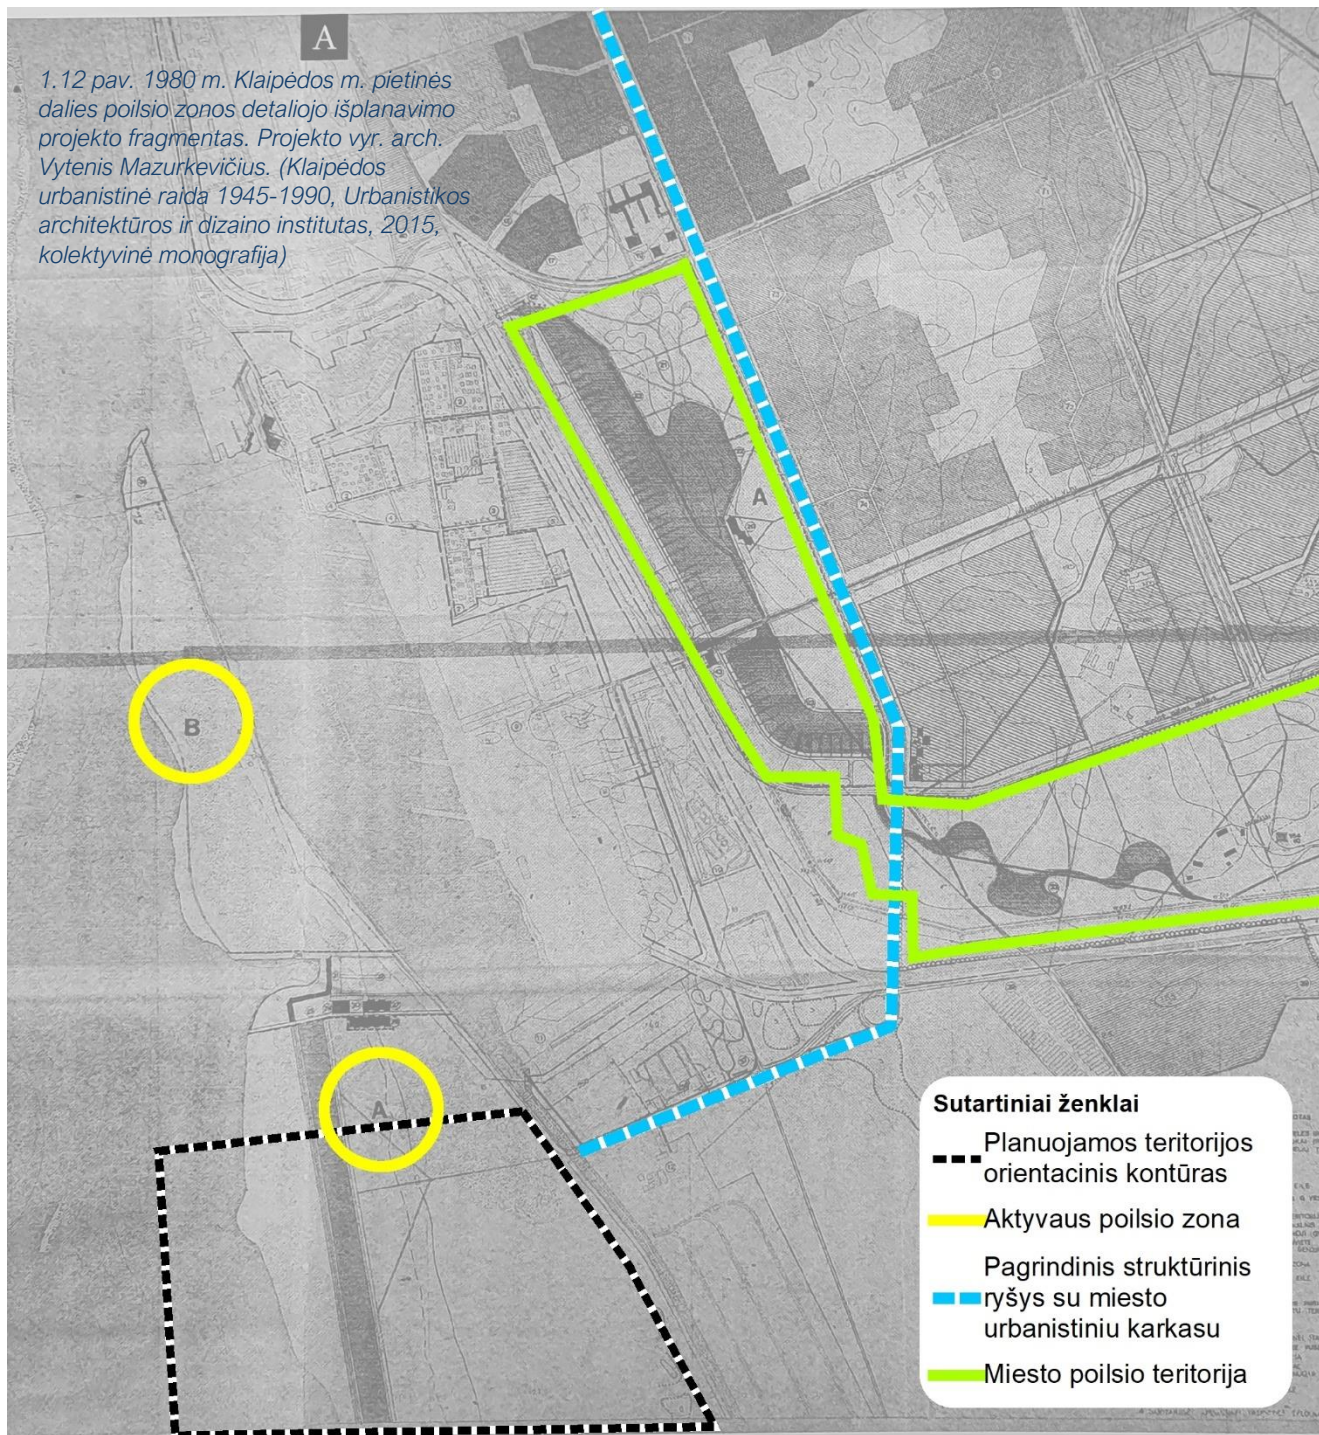 A
1.12 pav. 1980 m. Klaipėdos m. pietinės
dalies poilsio zonos detaliojo išplanavimo
projekto fragmentas. Projekto vyr. arch.
Vytenis Mazurkevičius. (Klaipėdos
urbanistinė raida 1945-1990, Urbanistikos
architektūros ir dizaino institutas, 2015,
kolektyvinė monografija)
A
B
A
Sutartiniai ženklai
Planuojamos teritorijos
orientacinis kontūras
Aktyvaus poilsio zona
Pagrindinis struktūrinis
ryšys su miesto
urbanistiniu karkasu
Miesto poilsio teritorija